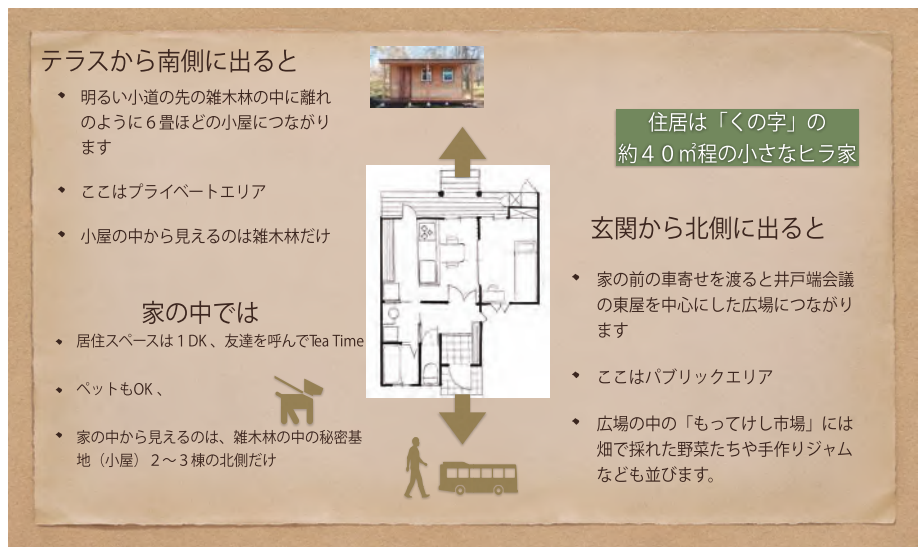 テラスから南側に出ると
明るい小道の先の雑木林の中に離れ
のように６畳ほどの小屋につながり
ます
ここはプライベートエリア
小屋の中から見えるのは雑木林だけ
家の中では
居住スペースは１DK、友達を呼んでTea Time
ペットもOK、
家の中から見えるのは、雑木林の中の秘密基
地（小屋）２～３棟の北側だけ
住居は「くの字」の
約４０㎡程の小さなヒラ家
玄関から北側に出ると
家の前の車寄せを渡ると井戸端会議
の東屋を中心にした広場につながり
ます
ここはパブリックエリア
広場の中の「もってけし市場」には
畑で採れた野菜たちや手作りジャム
なども並びます。